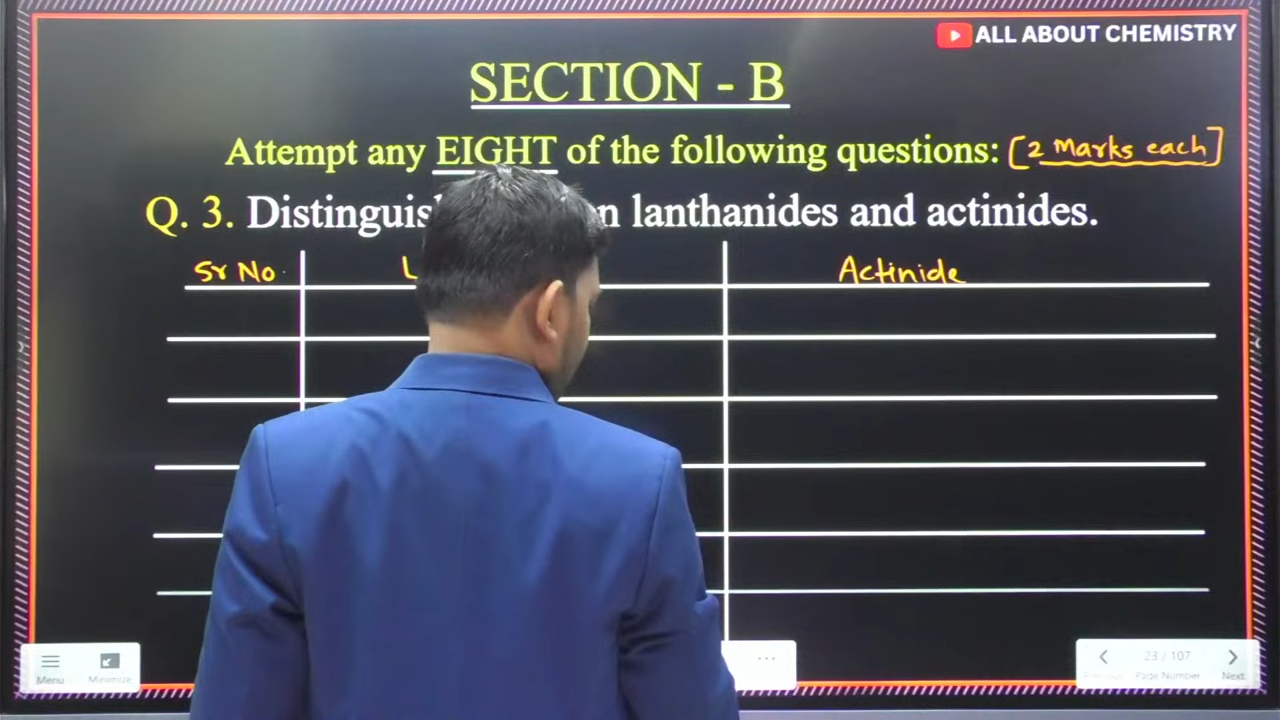 ALL ABOUT CHEMISTRY
SECTION - B
Attempt any EIGHT of the following questions: [2 Marks each]
Q. 3. Distinguis n lanthanides and actinides.
Sr No. L Actinide
Menu Minimize ... Previous 23 / 107 Page Number Next